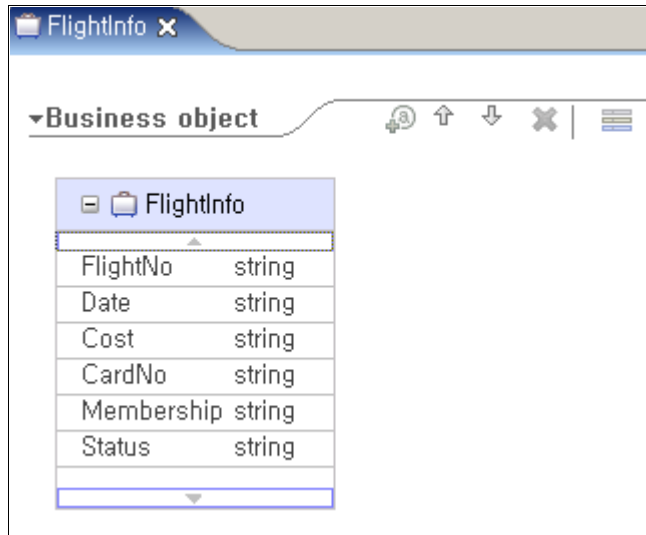 FlightInfo
Business object
FlightInfo
FlightNo string
Date string
Cost string
CardNo string
Membership string
Status string